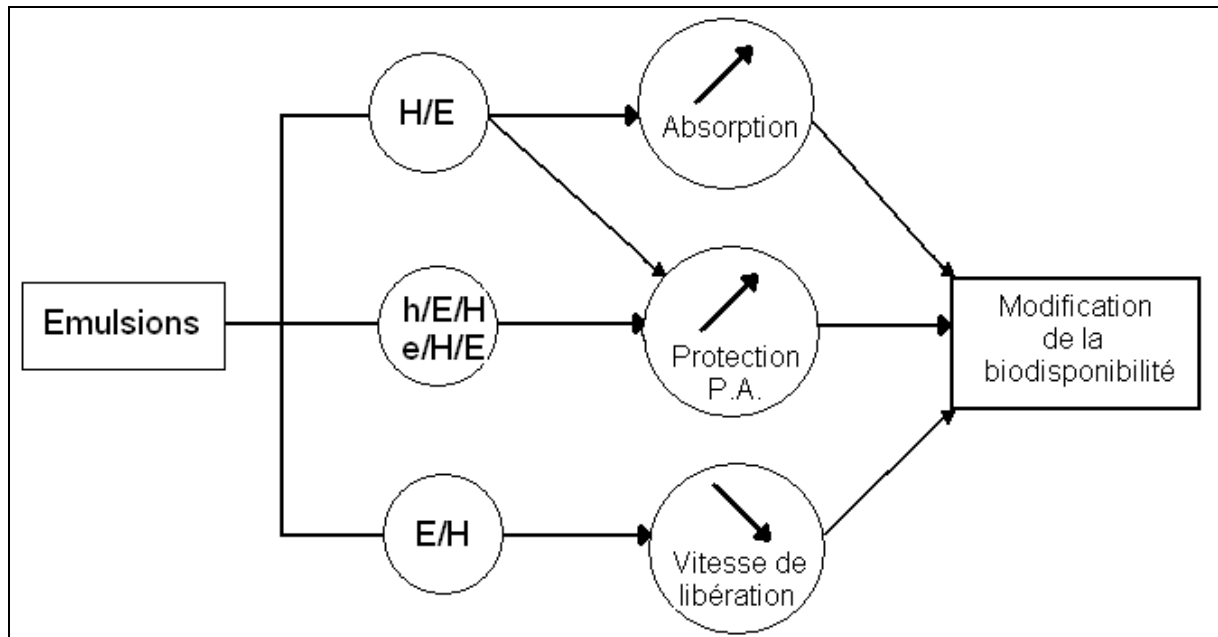 Emulsions
H/E
h/E/H
e/H/E
E/H
Absorption
Protection
P.A.
Vitesse de
libération
Modification
de la
biodisponibilité